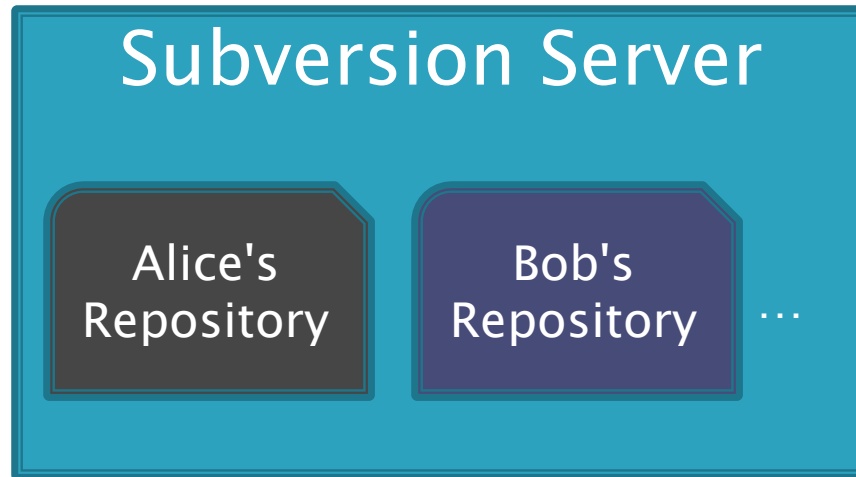 Subversion Server
Alice's
Repository
Bob's
Repository
…